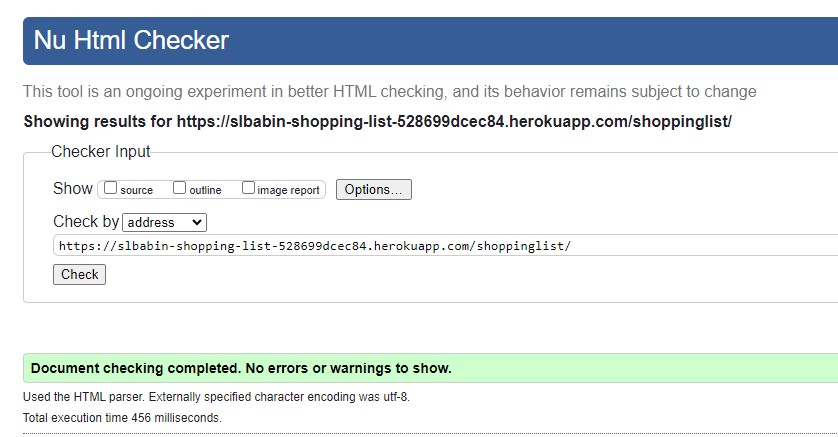 Nu Html Checker
This tool is an ongoing experiment in better HTML checking, and its behavior remains subject to change
Showing results for https://slbabin-shopping-list-528699dcec84.herokuapp.com/shoppinglist/
Checker Input
Show source outline image report Options...
Check by address
https://slbabin-shopping-list-528699dcec84.herokuapp.com/shoppinglist/
Check
Document checking completed. No errors or warnings to show.
Used the HTML parser. Externally specified character encoding was utf-8.
Total execution time 456 milliseconds.